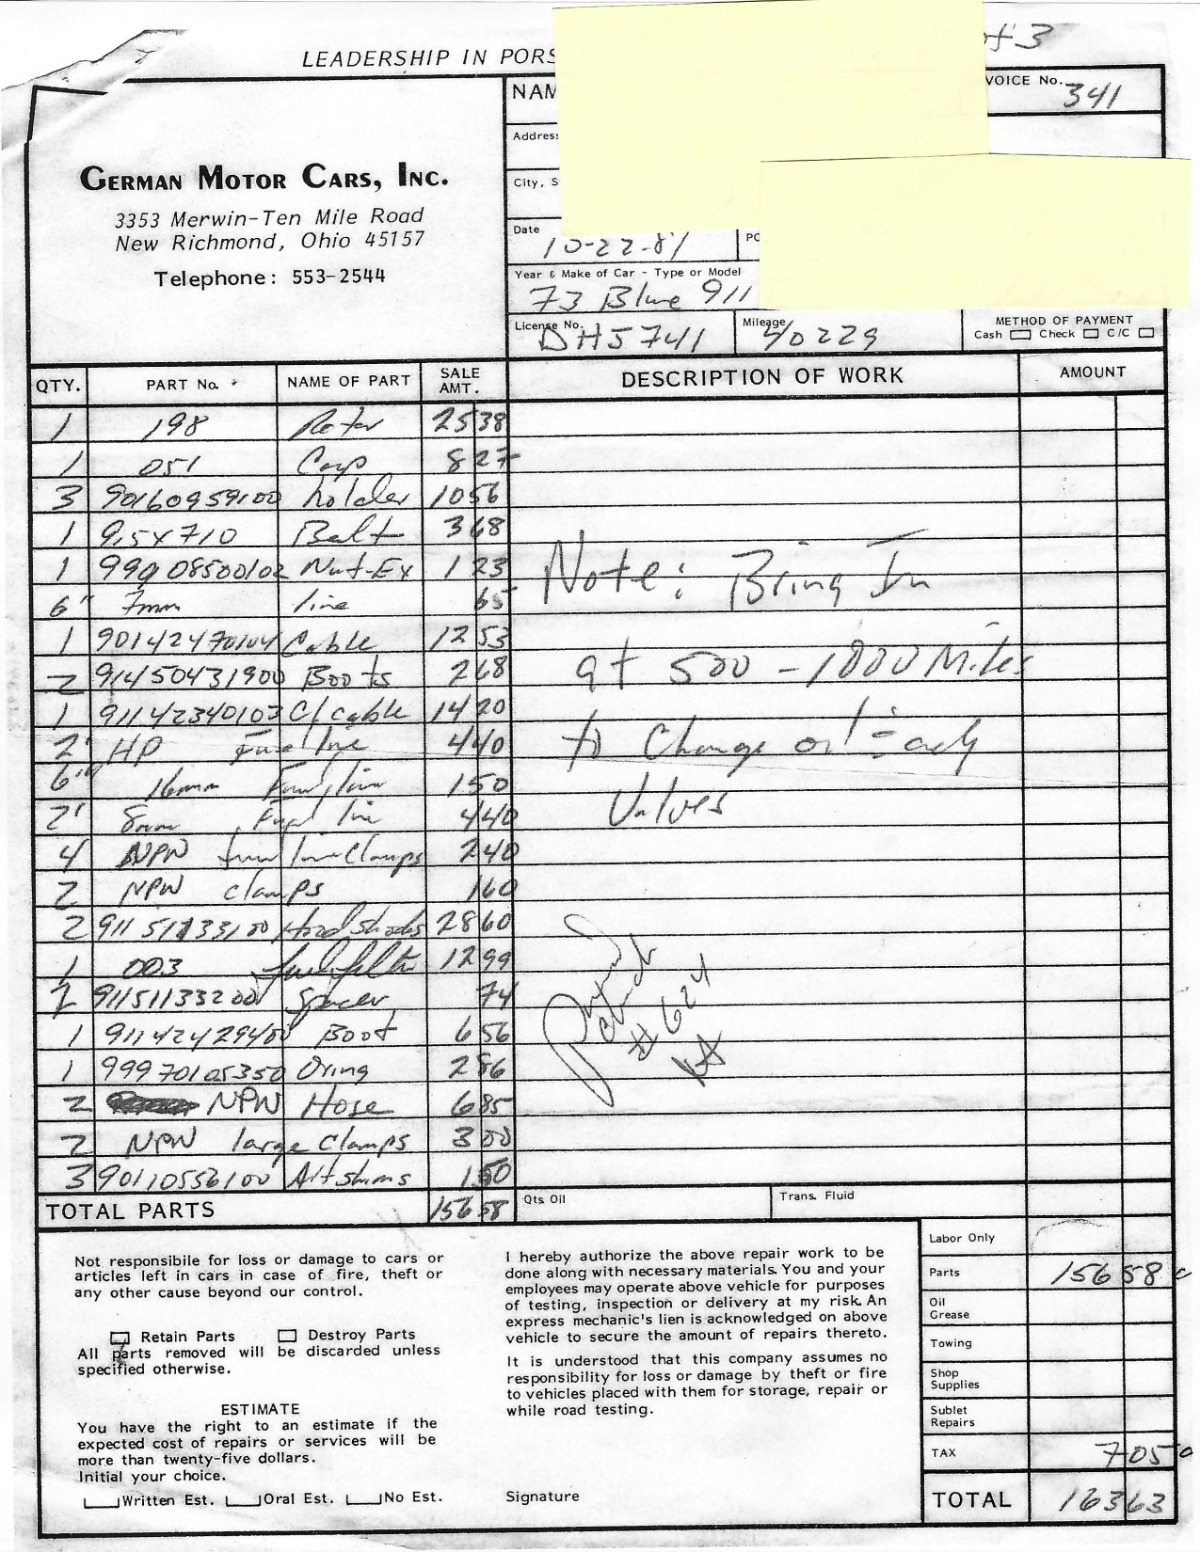 of 3
LEADERSHIP IN PORS
NAM
VOICE No. 341
Address
City, S
GERMAN MOTOR CARS, INC.
3353 Merwin-Ten Mile Road
New Richmond, Ohio 45157
Telephone: 553-2544
Date 10-22-81
PO
Year & Make of Car - Type or Model
73 Blue 911
License No. DH5741
Mileage 40229
METHOD OF PAYMENT
Cash Check C/C
QTY. PART No. NAME OF PART SALE AMT. DESCRIPTION OF WORK AMOUNT
1 198 Rotor 25 38
1 051 Cap 8 27
3 90160959100 holder 10 56
1 9.5x710 Belt 3 68
1 99908500102 Nut-Ex 1 23
6" 7mm line 65
1 90142470104 Cable 12 53
2 91450431900 Boots 2 68
1 91142340103 C/cable 14 20
2' HP Fuel line 4 40
6" 16mm Fuel line 1 50
2' 8mm Fuel line 4 40
4 NPN fuel line Clamps 2 40
2 NPN clamps 1 60
2 91151133100 Hood Shocks 28 60
1 003 fuel filter 12 99
2 91151133200 Spacer 74
1 91142429400 Boot 6 56
1 99970105350 Oring 2 86
2 NPN Hose 6 85
2 NPN large Clamps 3 00
3 90110556100 Alt shims 1 50
Note: Bring In
at 500 - 1000 Miles
to Change oil & adj
Valves
# 624
TOTAL PARTS 156 58
Qts Oil
Trans. Fluid
Not responsibile for loss or damage to cars or
articles left in cars in case of fire, theft or
any other cause beyond our control.
Retain Parts Destroy Parts
All parts removed will be discarded unless
specified otherwise.
ESTIMATE
You have the right to an estimate if the
expected cost of repairs or services will be
more than twenty-five dollars.
Initial your choice.
Written Est. Oral Est. No Est.
I hereby authorize the above repair work to be
done along with necessary materials. You and your
employees may operate above vehicle for purposes
of testing, inspection or delivery at my risk. An
express mechanic's lien is acknowledged on above
vehicle to secure the amount of repairs thereto.
It is understood that this company assumes no
responsibility for loss or damage by theft or fire
to vehicles placed with them for storage, repair or
while road testing.
Signature
Labor Only
Parts 156 58
Oil
Grease
Towing
Shop
Supplies
Sublet
Repairs
TAX 7 05
TOTAL 163 63